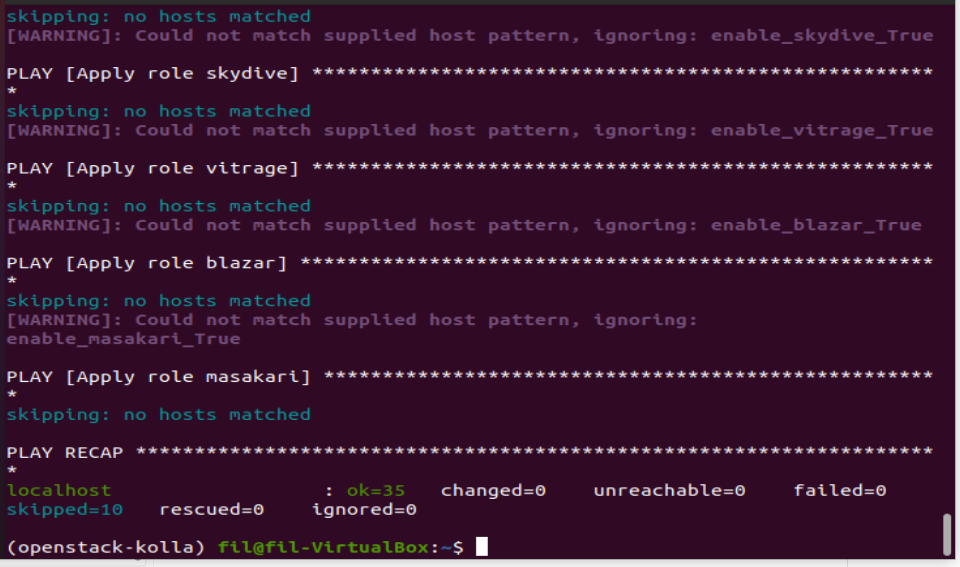 skipping: no hosts matched
[WARNING]: Could not match supplied host pattern, ignoring: enable_skydive_True
PLAY [Apply role skydive] *****************************************************
*
skipping: no hosts matched
[WARNING]: Could not match supplied host pattern, ignoring: enable_vitrage_True
PLAY [Apply role vitrage] *****************************************************
*
skipping: no hosts matched
[WARNING]: Could not match supplied host pattern, ignoring: enable_blazar_True
PLAY [Apply role blazar] ******************************************************
*
skipping: no hosts matched
[WARNING]: Could not match supplied host pattern, ignoring:
enable_masakari_True
PLAY [Apply role masakari] ****************************************************
*
skipping: no hosts matched
PLAY RECAP ********************************************************************
*
localhost                  : ok=35   changed=0    unreachable=0    failed=0
skipped=10   rescued=0    ignored=0
(openstack-kolla) fil@fil-VirtualBox:~$